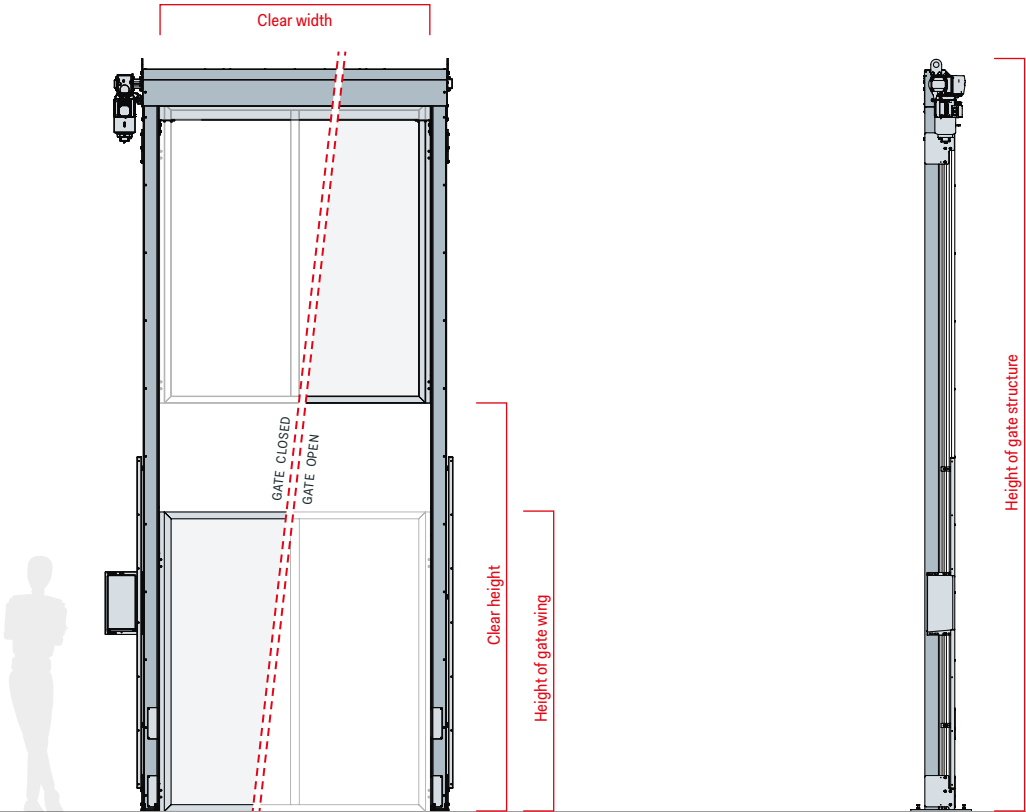 Clear width
GATE CLOSED
GATE OPEN
Clear height
Height of gate wing
Height of gate structure